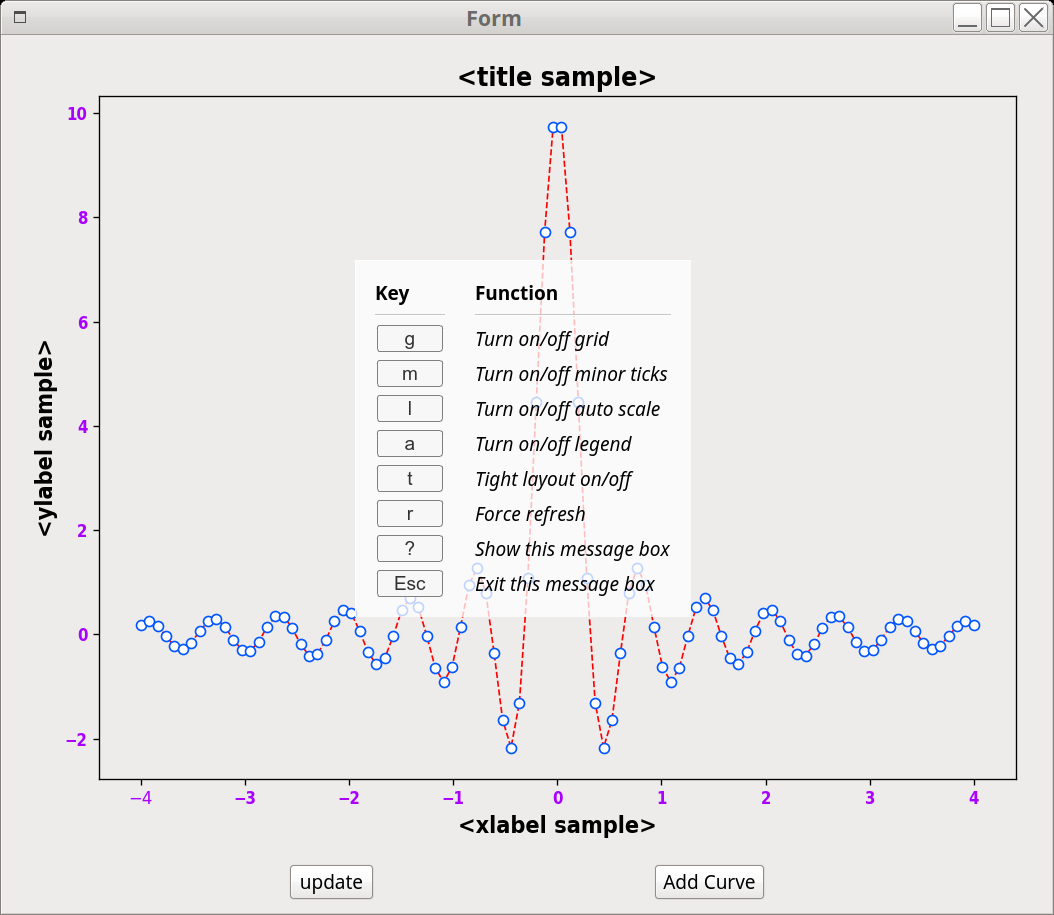 Form
<title sample>
10
8
6
4
2
0
−2
<ylabel sample>
Key Function
g Turn on/off grid
m Turn on/off minor ticks
l Turn on/off auto scale
a Turn on/off legend
t Tight layout on/off
r Force refresh
? Show this message box
Esc Exit this message box
−4 −3 −2 −1 0 1 2 3 4
<xlabel sample>
update Add Curve